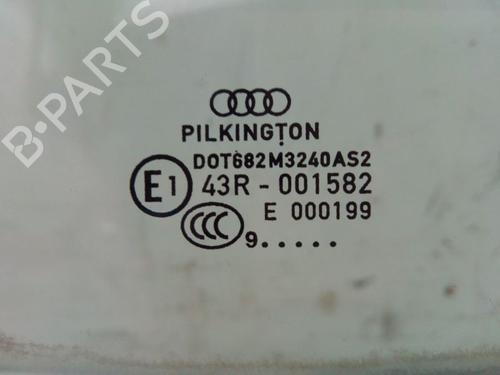 PILKINGTON
DOT682M3240AS2
E1 43R - 001582
E 000199
CCC 9.....
B-PARTS